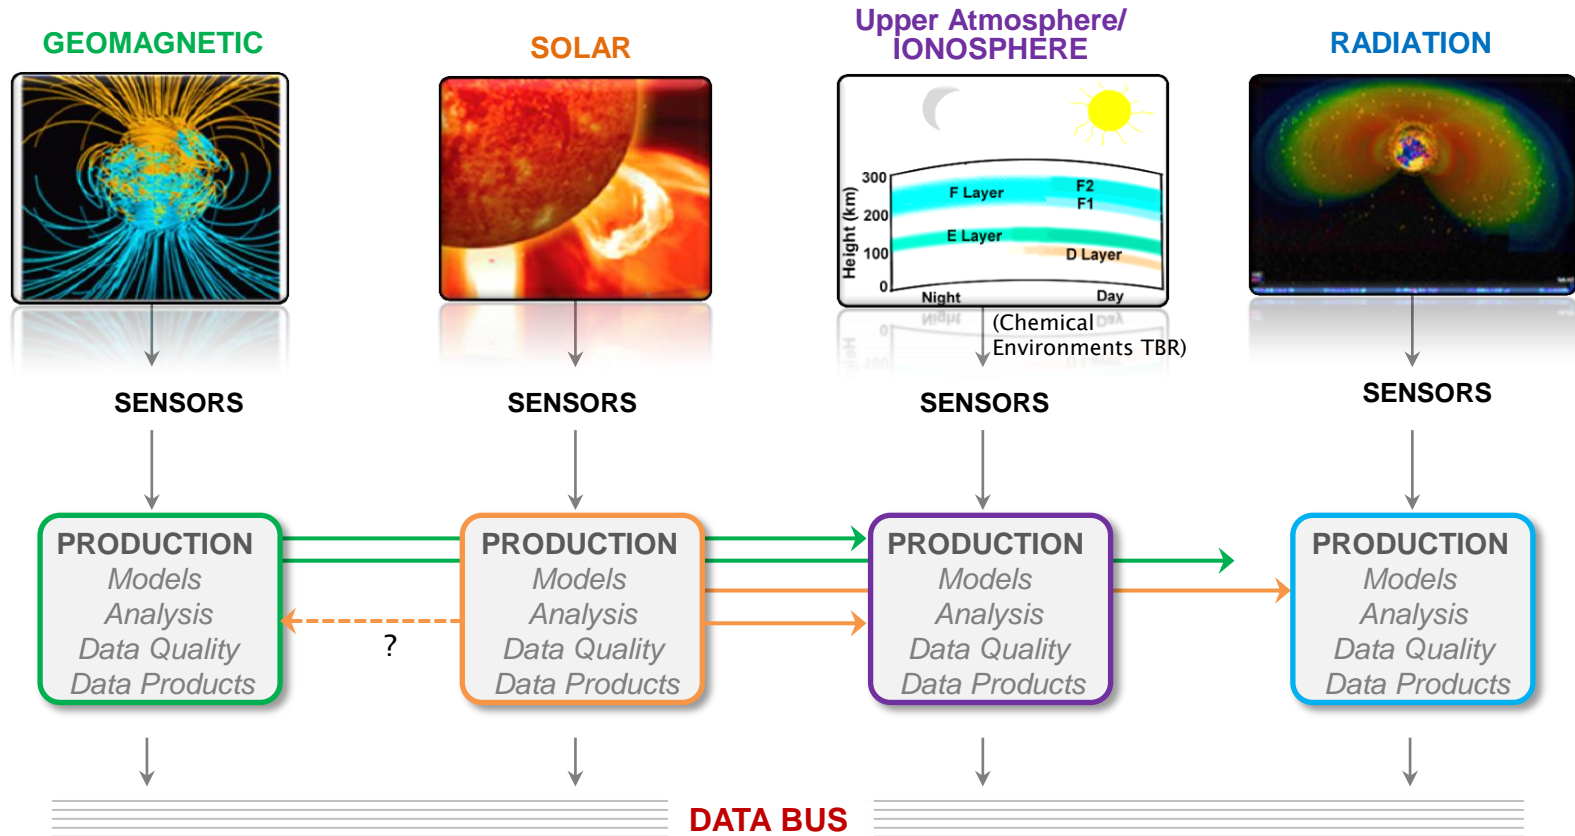 GEOMAGNETIC
SOLAR
Upper Atmosphere/
IONOSPHERE
RADIATION
Height (km)
300
200
100
0
F Layer
F2
F1
E Layer
D Layer
Night
Day
(Chemical
Environments TBR)
SENSORS
SENSORS
SENSORS
SENSORS
PRODUCTION
Models
Analysis
Data Quality
Data Products
?
PRODUCTION
Models
Analysis
Data Quality
Data Products
PRODUCTION
Models
Analysis
Data Quality
Data Products
PRODUCTION
Models
Analysis
Data Quality
Data Products
DATA BUS